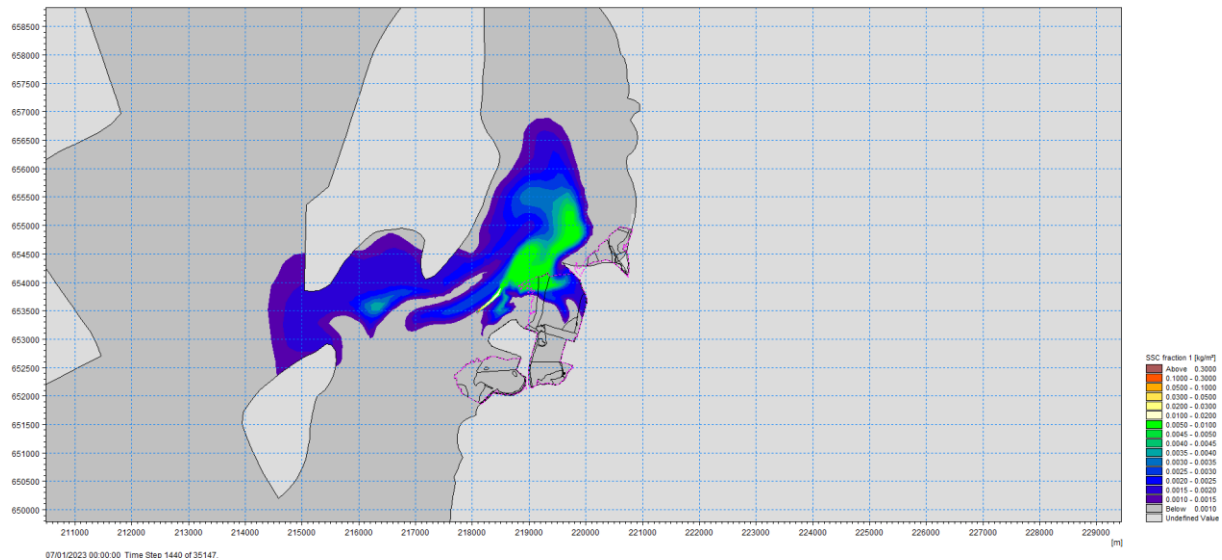 658500
658000
657500
657000
656500
656000
655500
655000
654500
654000
653500
653000
652500
652000
651500
651000
650500
650000
211000 212000 213000 214000 215000 216000 217000 218000 219000 220000 221000 222000 223000 224000 225000 226000 227000 228000 229000
[m]
07/01/2023 00:00:00 Time Step 1440 of 35147.
SSC fraction 1 [kg/m³]
Above 0.3000
0.1000 - 0.3000
0.0500 - 0.1000
0.0300 - 0.0500
0.0200 - 0.0300
0.0100 - 0.0200
0.0050 - 0.0100
0.0045 - 0.0050
0.0040 - 0.0045
0.0035 - 0.0040
0.0030 - 0.0035
0.0025 - 0.0030
0.0020 - 0.0025
0.0015 - 0.0020
0.0010 - 0.0015
Below 0.0010
Undefined Value